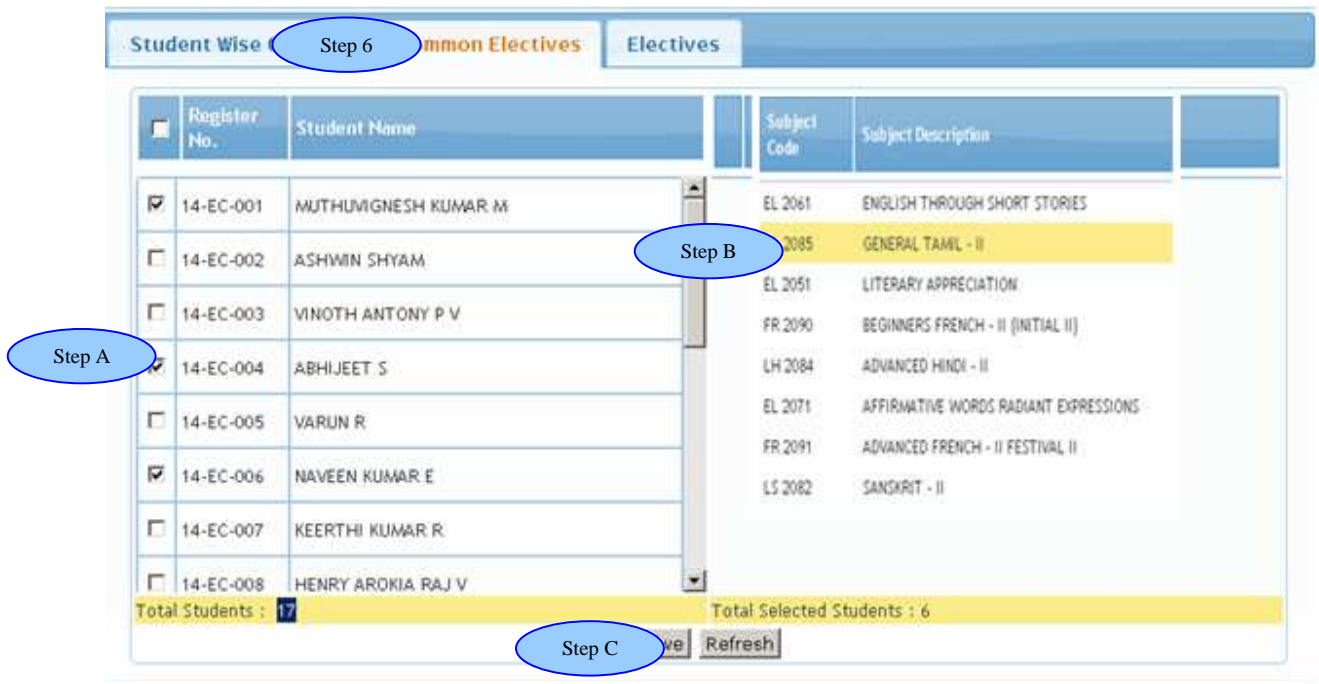 Student Wise Step 6 mmon Electives Electives
Register No. Student Name Subject Code Subject Description
14-EC-001 MUTHUVIGNESH KUMAR M EL 2061 ENGLISH THROUGH SHORT STORIES
Step B 2085 GENERAL TAMIL - II
14-EC-002 ASHWIN SHYAM
EL 2051 LITERARY APPRECIATION
14-EC-003 VINOTH ANTONY P V FR 2090 BEGINNERS FRENCH - II (INITIAL II)
Step A 14-EC-004 ABHIJEET S LH 2084 ADVANCED HINDI - II
EL 2071 AFFIRMATIVE WORDS RADIANT EXPRESSIONS
14-EC-005 VARUN R
FR 2091 ADVANCED FRENCH - II FESTIVAL II
14-EC-006 NAVEEN KUMAR E LS 2082 SANSKRIT - II
14-EC-007 KEERTHI KUMAR R
14-EC-008 HENRY AROKIA RAJ V
Total Students : 17 Total Selected Students : 6
Step C ve Refresh